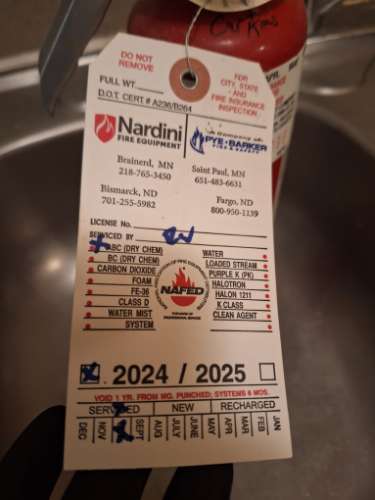 DO NOT
REMOVE
FULL WT.
D.O.T. CERT # A236/B264
FOR
CITY, STATE
AND
FIRE INSURANCE
INSPECTION
Nardini
FIRE EQUIPMENT
A Company of
PYE-BARKER
FIRE & SAFETY
Brainerd, MN
218-765-3450
Saint Paul, MN
651-483-6631
Bismarck, ND
701-255-5982
Fargo, ND
800-950-1139
LICENSE No.
SERVICED BY
ABC (DRY CHEM)
BC (DRY CHEM)
CARBON DIOXIDE
FOAM
FE-36
CLASS D
WATER MIST
SYSTEM
NAFED
WATER
LOADED STREAM
PURPLE K (PK)
HALOTRON
HALON 1211
K CLASS
CLEAN AGENT
2024 / 2025
VOID 1 YR. FROM MO. PUNCHED; SYSTEMS 6 MOS.
SERVICED NEW RECHARGED
DEC NOV SEPT AUG JULY JUNE MAY APR MAR FEB JAN